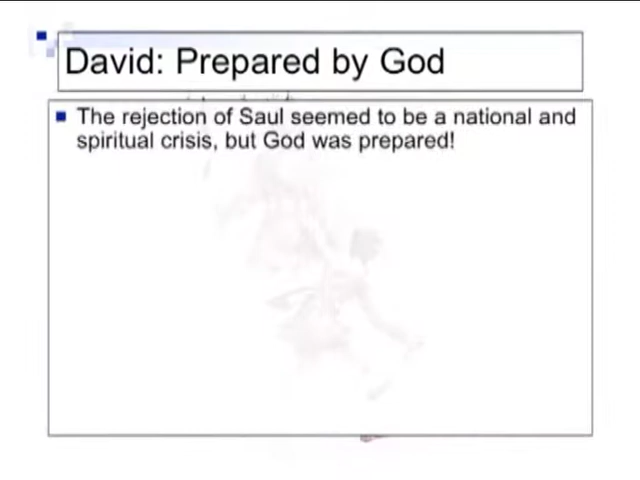 David: Prepared by God
The rejection of Saul seemed to be a national and
spiritual crisis, but God was prepared!